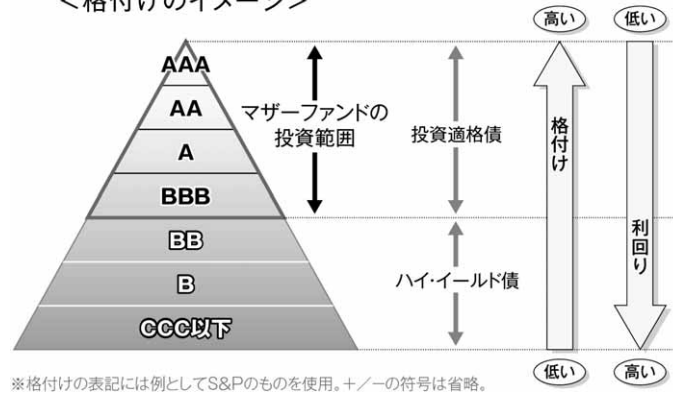 <格付けのイメージ>
高い
低い
AAA
AA
A
BBB
BB
B
CCC以下
マザーファンドの
投資範囲
投資適格債
ハイ・イールド債
格付け
利回り
低い
高い
※格付けの表記には例としてS&Pのものを使用。+/-の符号は省略。